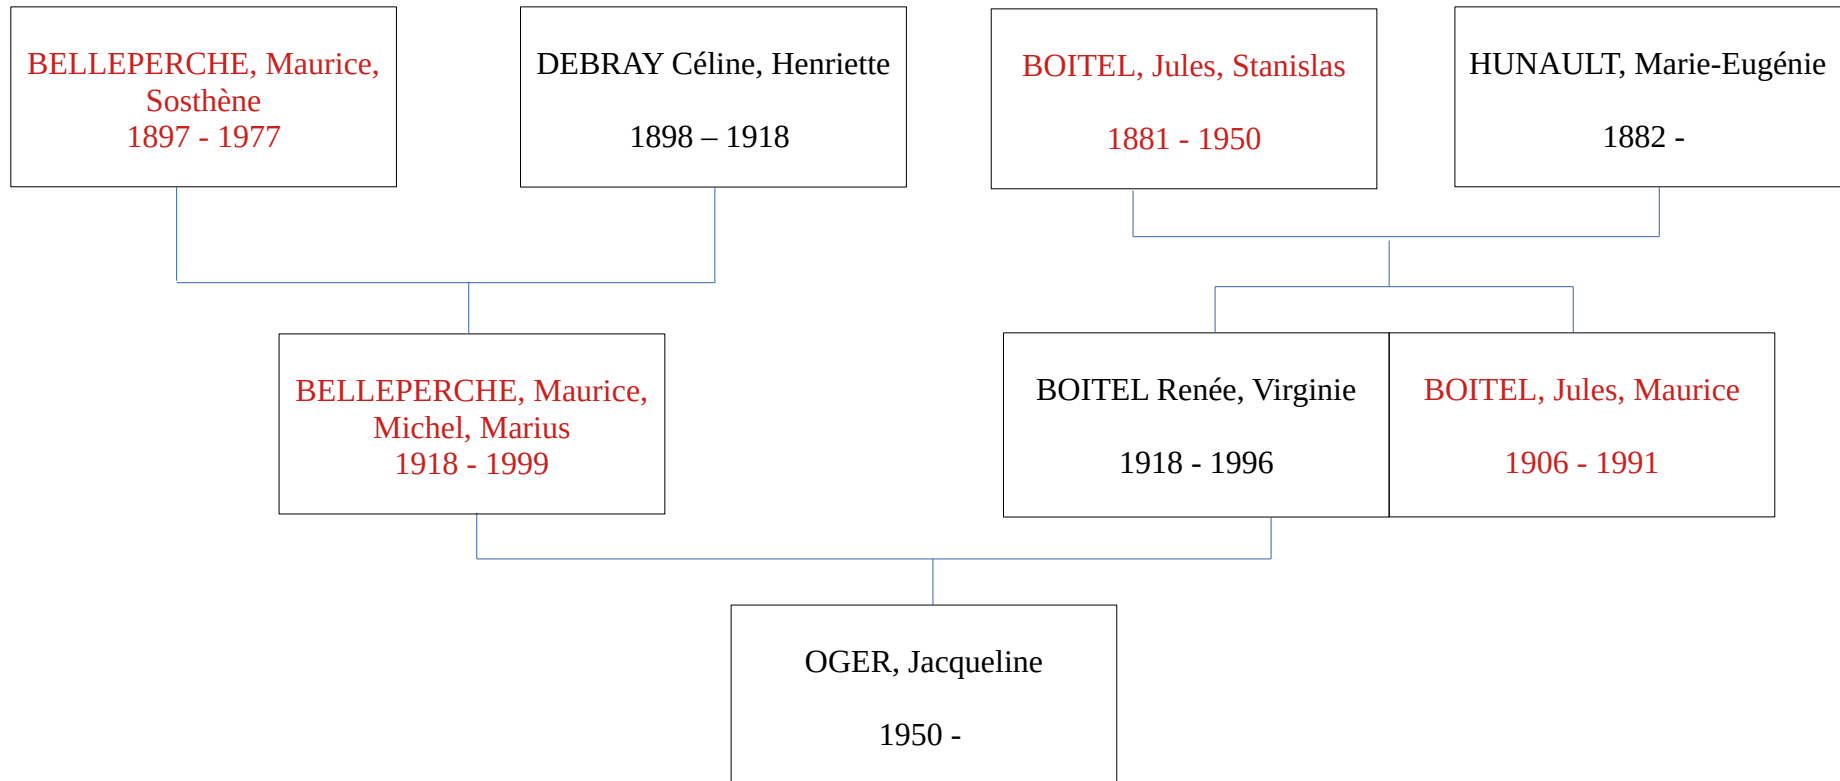 BELLEPERCHE, Maurice,
Sosthène
1897 - 1977
DEBRAY Céline, Henriette
1898 – 1918
BOITEL, Jules, Stanislas
1881 - 1950
HUNAULT, Marie-Eugénie
1882 -
BELLEPERCHE, Maurice,
Michel, Marius
1918 - 1999
BOITEL Renée, Virginie
1918 - 1996
BOITEL, Jules, Maurice
1906 - 1991
OGER, Jacqueline
1950 -